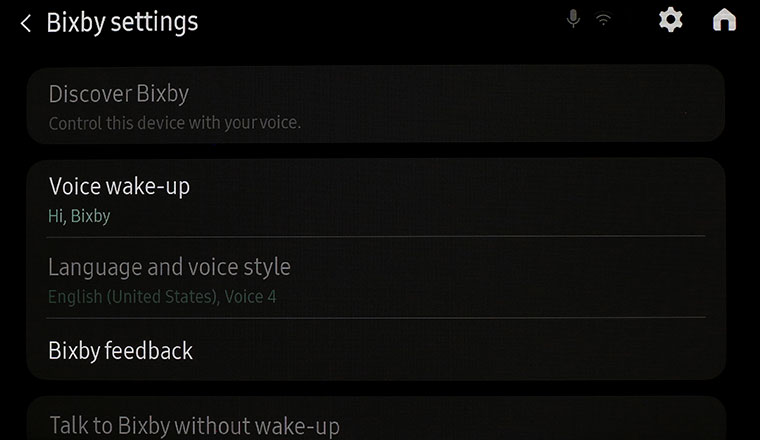 Bixby settings
Discover Bixby
Control this device with your voice.
Voice wake-up
Hi, Bixby
Language and voice style
English (United States), Voice 4
Bixby feedback
Talk to Bixby without wake-up